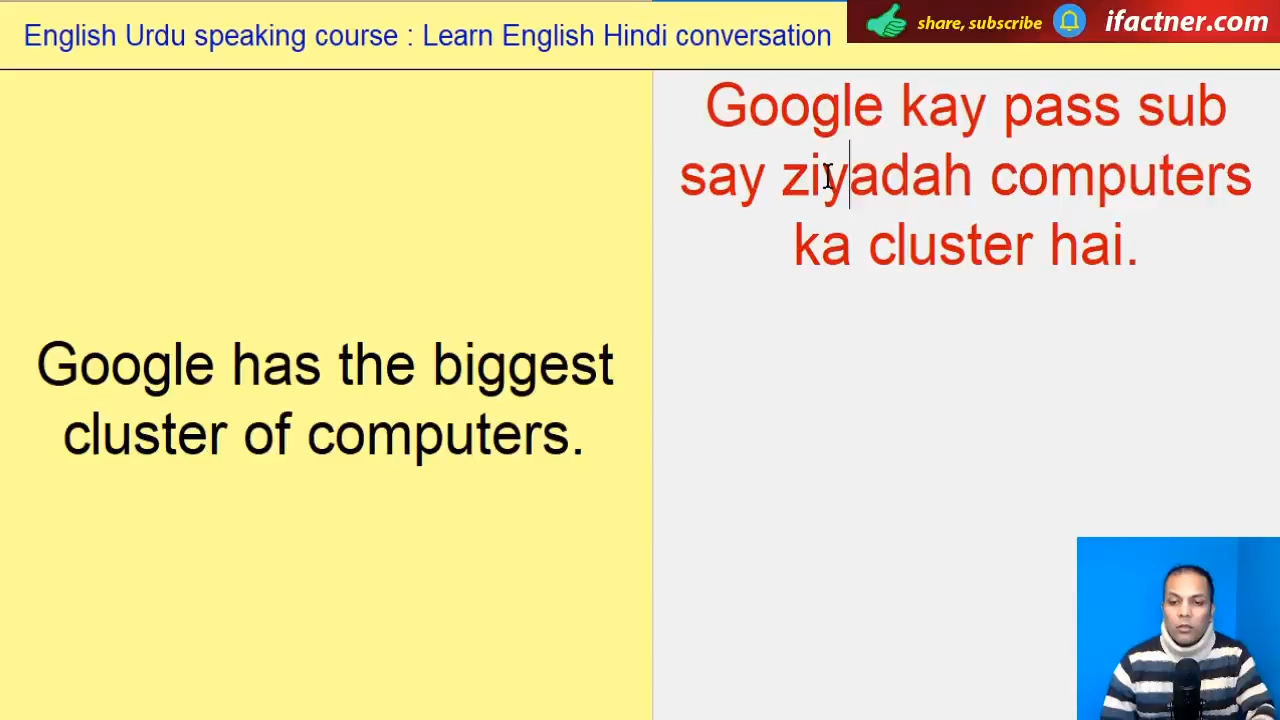 English Urdu speaking course : Learn English Hindi conversation
share, subscribe
ifactner.com
Google has the biggest
cluster of computers.
Google kay pass sub
say ziyadah computers
ka cluster hai.